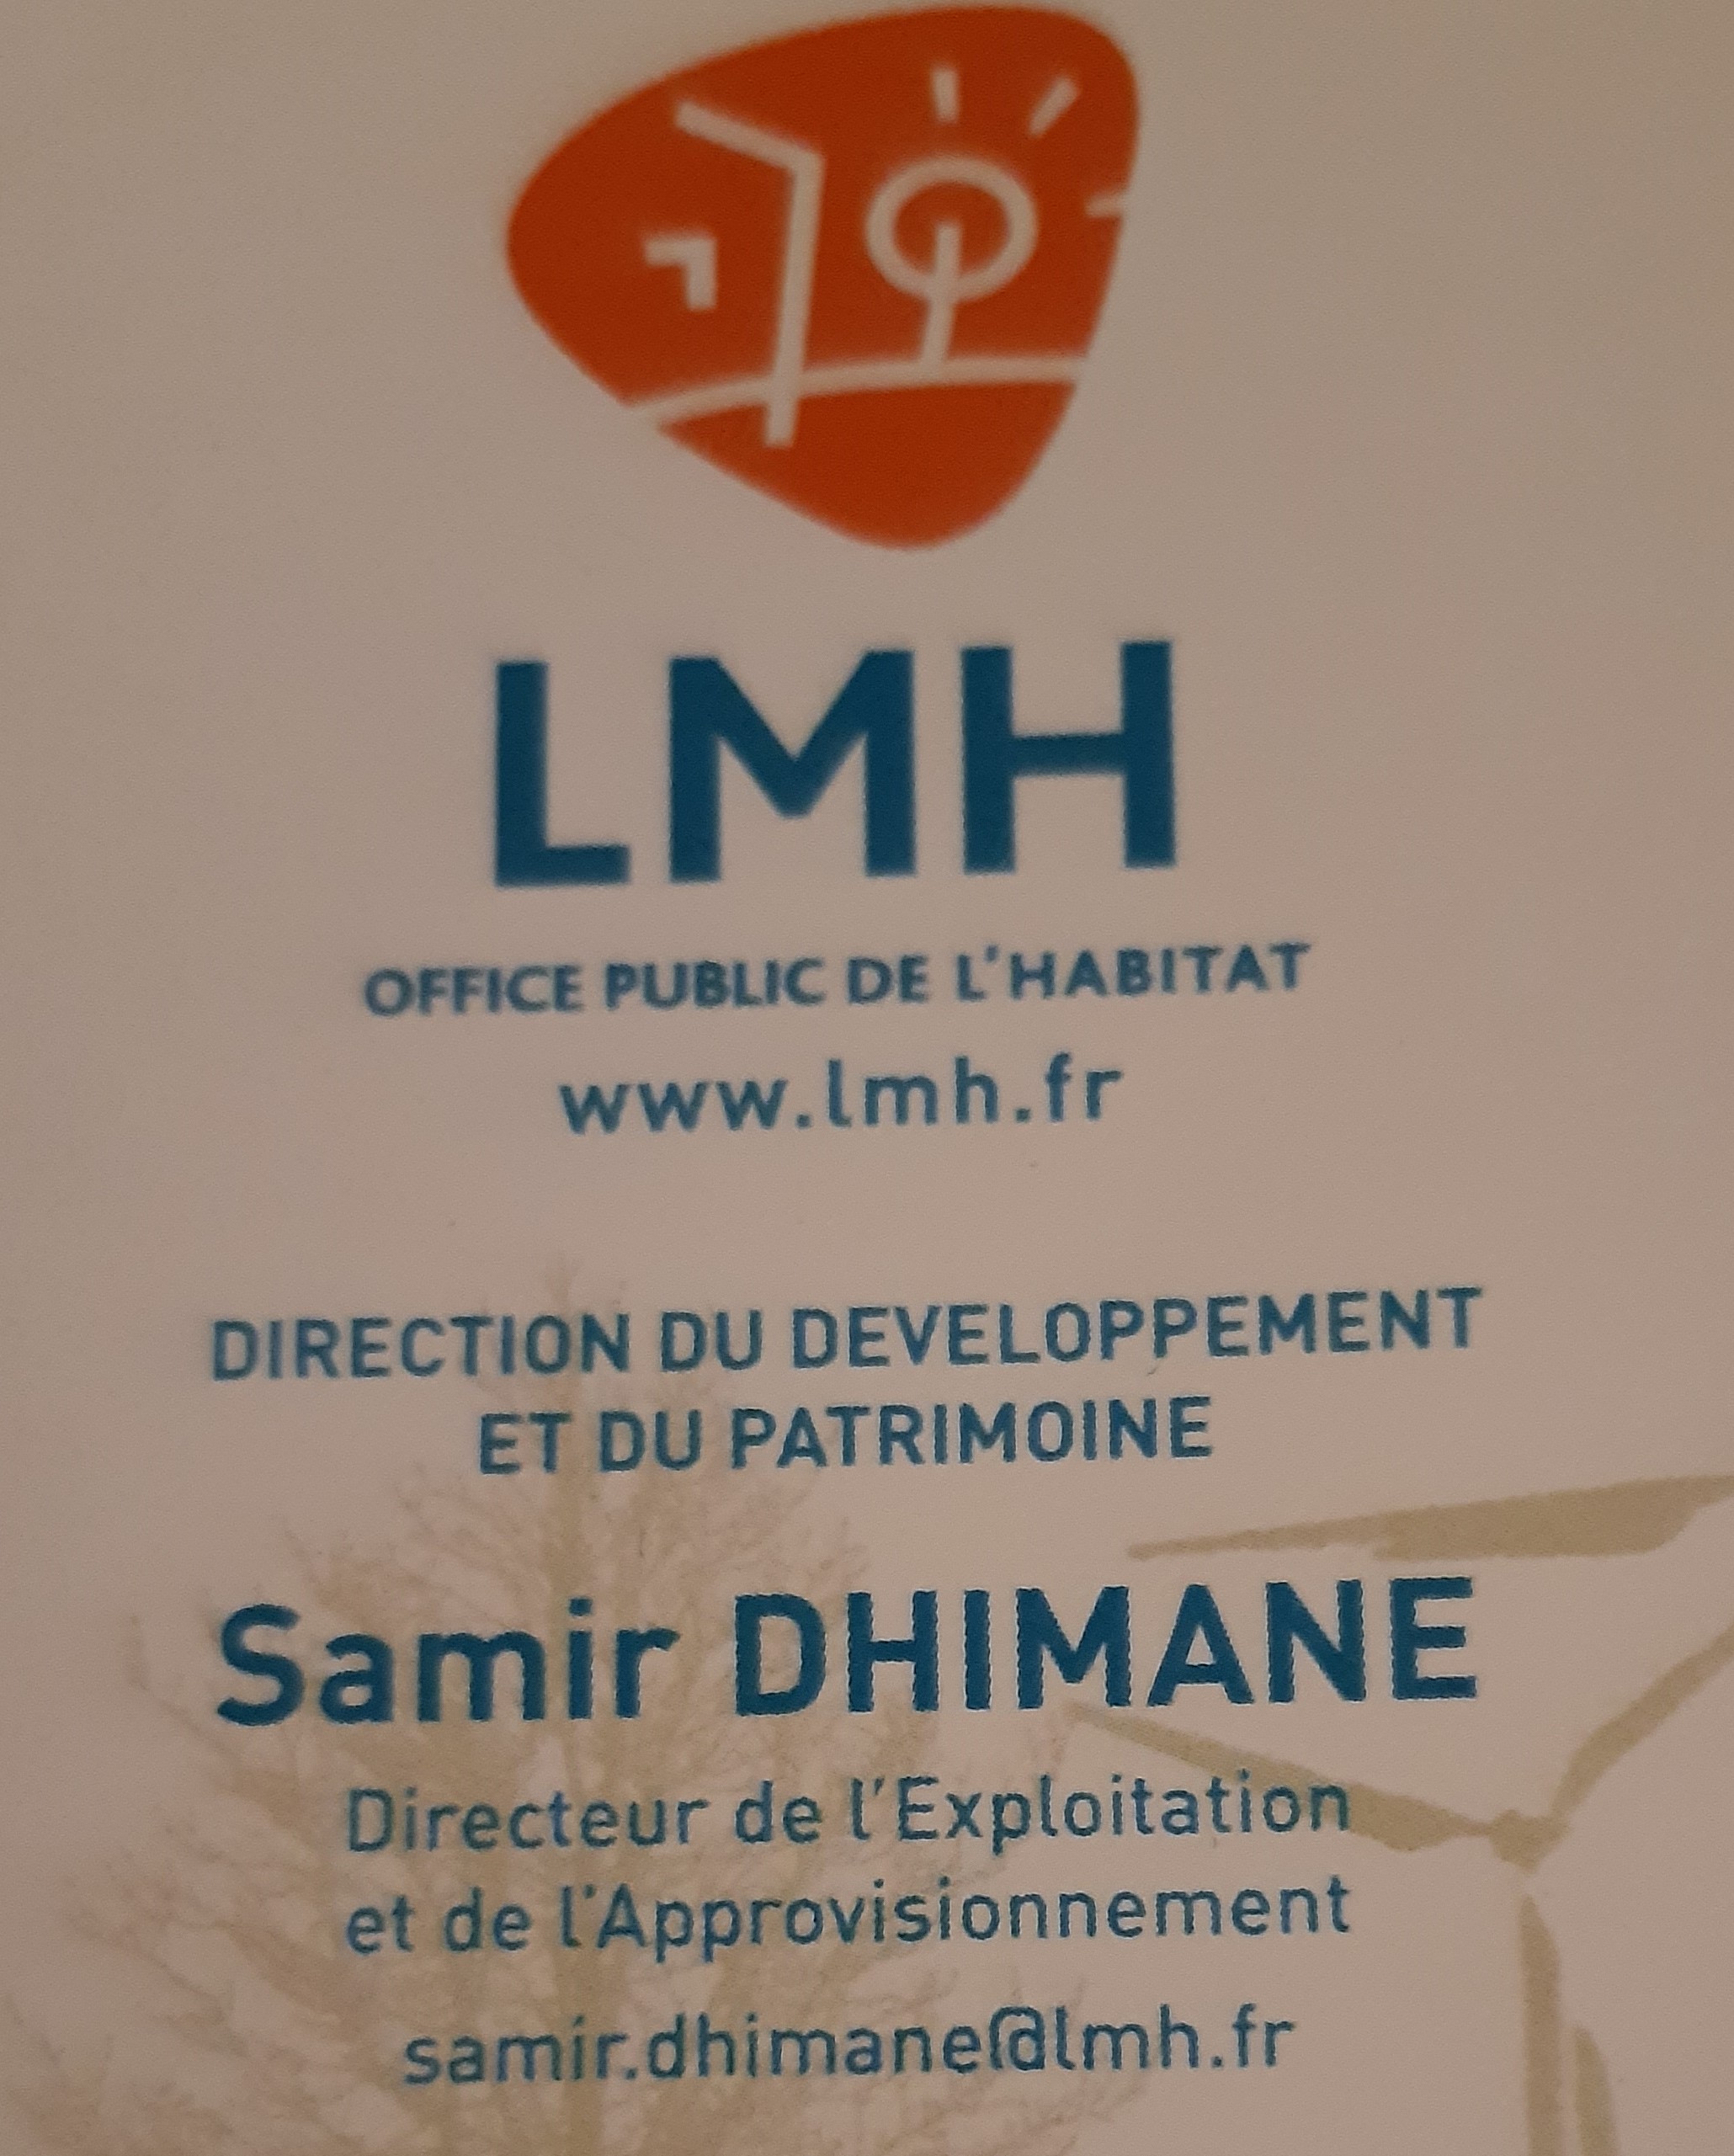 LMH
OFFICE PUBLIC DE L'HABITAT
www.lmh.fr
DIRECTION DU DEVELOPPEMENT
ET DU PATRIMOINE
Samir DHIMANE
Directeur de l'Exploitation
et de l'Approvisionnement
samir.dhimane@lmh.fr